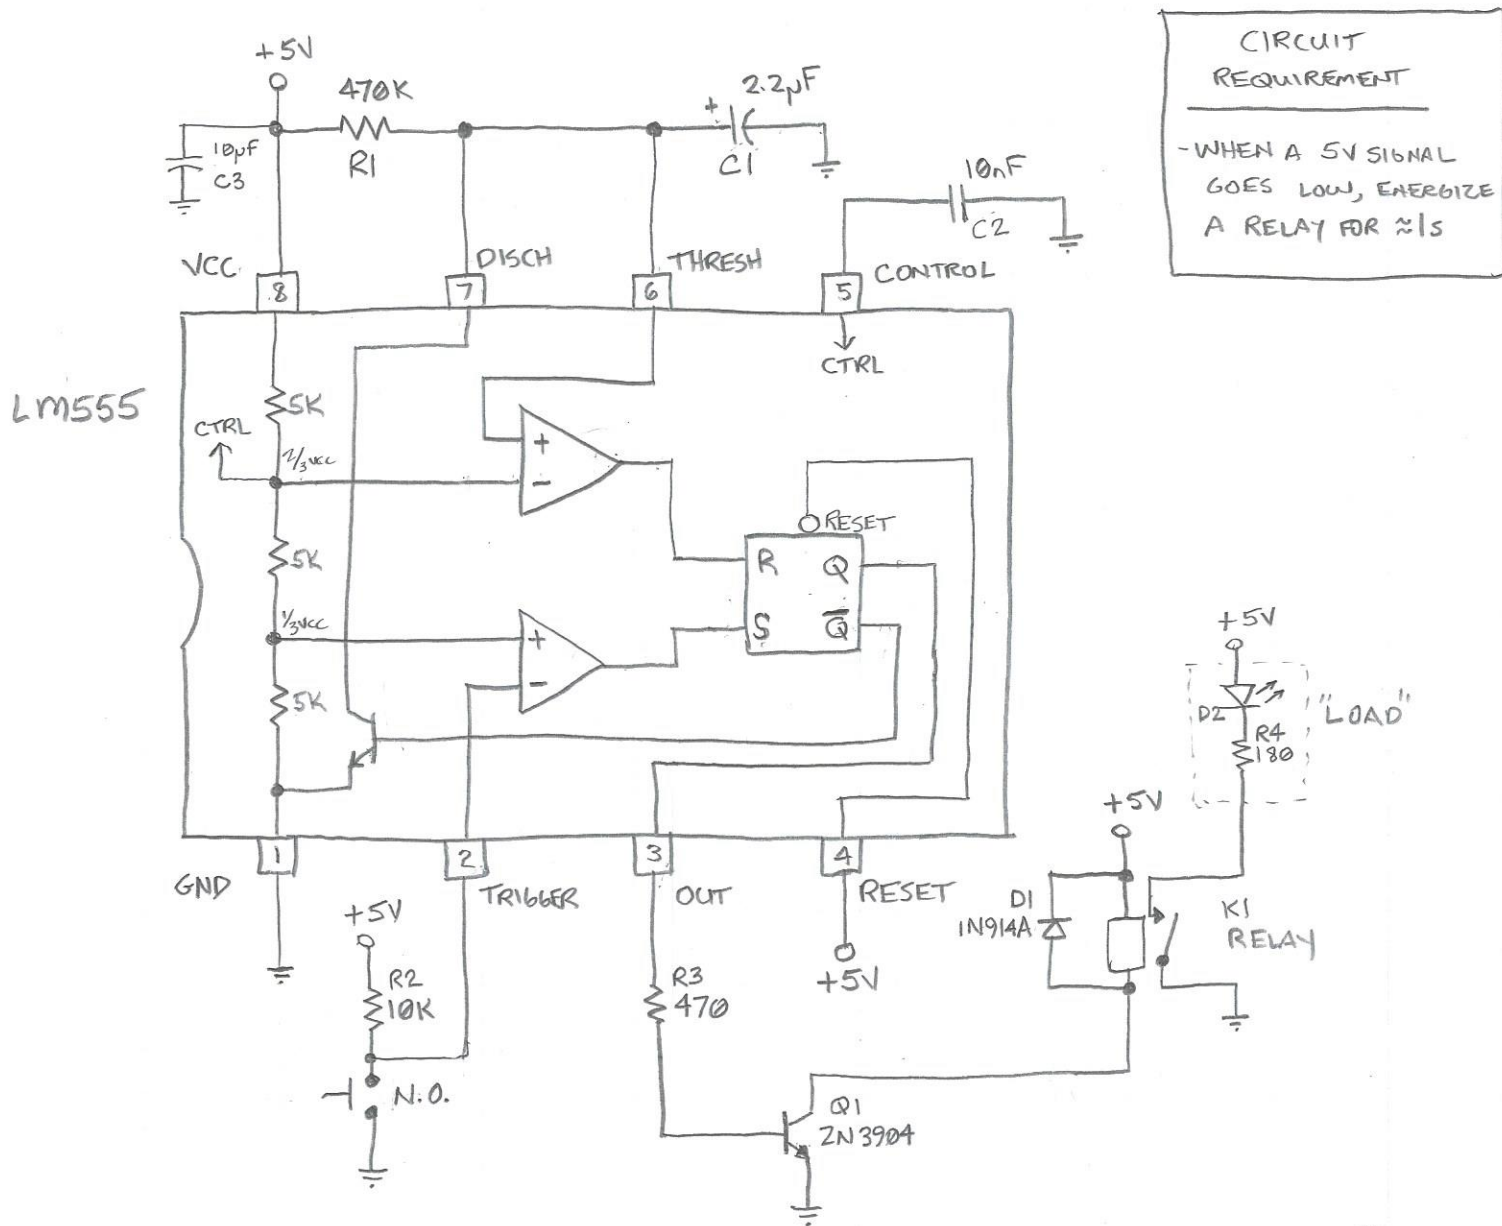 CIRCUIT
REQUIREMENT
- WHEN A 5V SIGNAL
GOES LOW, ENERGIZE
A RELAY FOR ≈1s
+5V
470K
R1
2.2µF
+
C1
10µF
C3
10nF
C2
VCC
DISCH
THRESH
CONTROL
8
7
6
5
CTRL
LM555
5K
CTRL
2/3VCC
+
-
RESET
5K
R
Q
S
Q̅
1/3VCC
+
-
5K
1
2
3
4
GND
TRIGGER
OUT
RESET
+5V
R2
10K
N.O.
R3
470
+5V
Q1
2N3904
+5V
D1
1N914A
K1
RELAY
+5V
D2
R4
180
"LOAD"